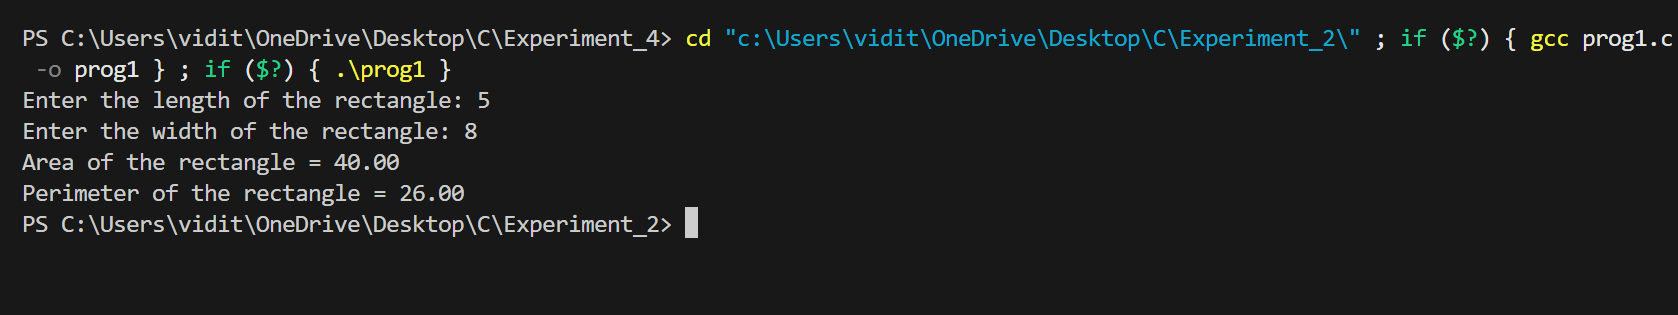 PS C:\Users\vidit\OneDrive\Desktop\C\Experiment_4> cd "c:\Users\vidit\OneDrive\Desktop\C\Experiment_2\" ; if ($?) { gcc prog1.c
-o prog1 } ; if ($?) { .\prog1 }
Enter the length of the rectangle: 5
Enter the width of the rectangle: 8
Area of the rectangle = 40.00
Perimeter of the rectangle = 26.00
PS C:\Users\vidit\OneDrive\Desktop\C\Experiment_2>